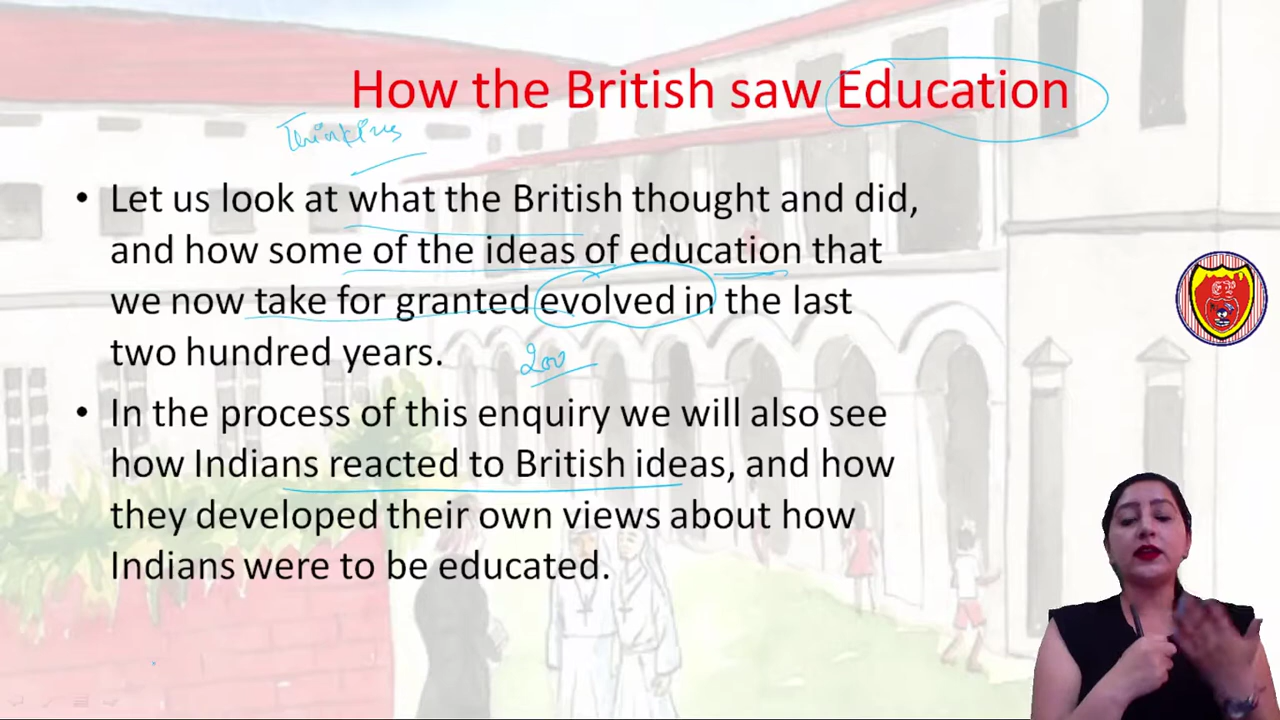 How the British saw Education
Thinking
• Let us look at what the British thought and did,
and how some of the ideas of education that
we now take for granted evolved in the last
two hundred years.
200
• In the process of this enquiry we will also see
how Indians reacted to British ideas, and how
they developed their own views about how
Indians were to be educated.